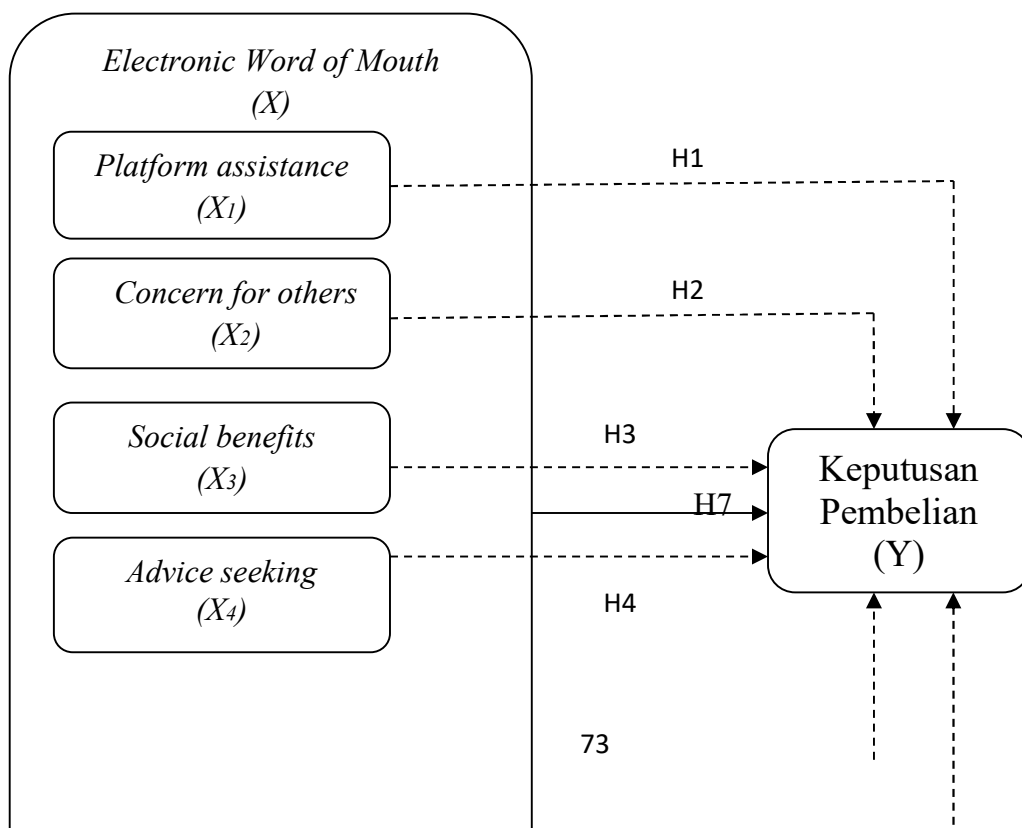 Electronic Word of Mouth
(X)
Platform assistance
(X1)
H1
Concern for others
(X2)
H2
Social benefits
(X3)
H3
H7
Advice seeking
(X4)
H4
Keputusan
Pembelian
(Y)
73